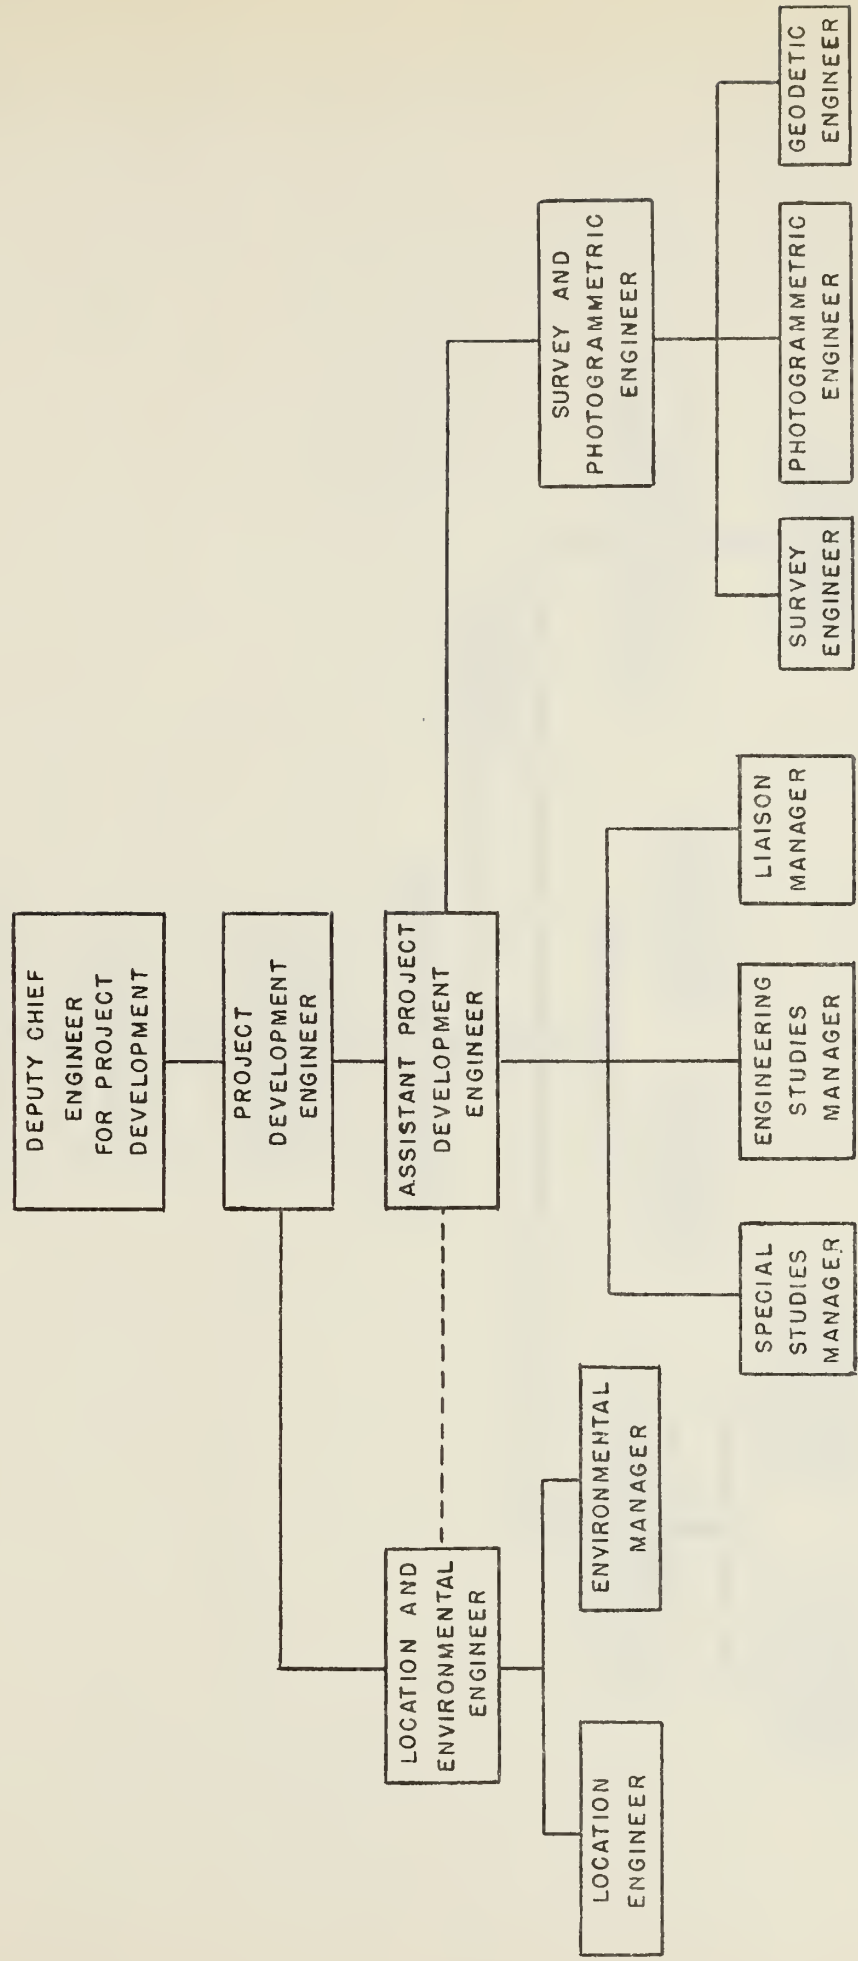 DEPUTY CHIEF
ENGINEER
FOR PROJECT
DEVELOPMENT
PROJECT
DEVELOPMENT
ENGINEER
LOCATION AND
ENVIRONMENTAL
ENGINEER
ASSISTANT PROJECT
DEVELOPMENT
ENGINEER
SURVEY AND
PHOTOGRAMMETRIC
ENGINEER
LOCATION
ENGINEER
ENVIRONMENTAL
MANAGER
SPECIAL
STUDIES
MANAGER
ENGINEERING
STUDIES
MANAGER
LIAISON
MANAGER
SURVEY
ENGINEER
PHOTOGRAMMETRIC
ENGINEER
GEODETIC
ENGINEER